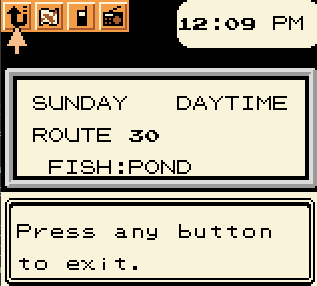 12:09 PM
SUNDAY DAYTIME
ROUTE 30
FISH:POND
Press any button
to exit.